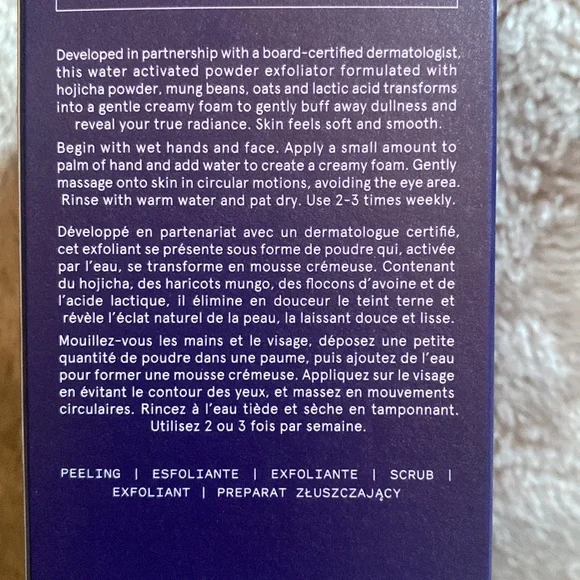 Developed in partnership with a board-certified dermatologist,
this water activated powder exfoliator formulated with
hojicha powder, mung beans, oats and lactic acid transforms
into a gentle creamy foam to gently buff away dullness and
reveal your true radiance. Skin feels soft and smooth.
Begin with wet hands and face. Apply a small amount to
palm of hand and add water to create a creamy foam. Gently
massage onto skin in circular motions, avoiding the eye area.
Rinse with warm water and pat dry. Use 2-3 times weekly.
Développé en partenariat avec un dermatologue certifié,
cet exfoliant se présente sous forme de poudre qui, activée
par l'eau, se transforme en mousse crémeuse. Contenant
du hojicha, des haricots mungo, des flocons d'avoine et de
l'acide lactique, il élimine en douceur le teint terne et
révèle l'éclat naturel de la peau, la laissant douce et lisse.
Mouillez-vous les mains et le visage, déposez une petite
quantité de poudre dans une paume, puis ajoutez de l'eau
pour former une mousse crémeuse. Appliquez sur le visage
en évitant le contour des yeux, et massez en mouvements
circulaires. Rincez à l'eau tiède et sèche en tamponnant.
Utilisez 2 ou 3 fois par semaine.
PEELING | ESFOLIANTE | EXFOLIANTE | SCRUB |
EXFOLIANT | PREPARAT ZŁUSZCZAJĄCY